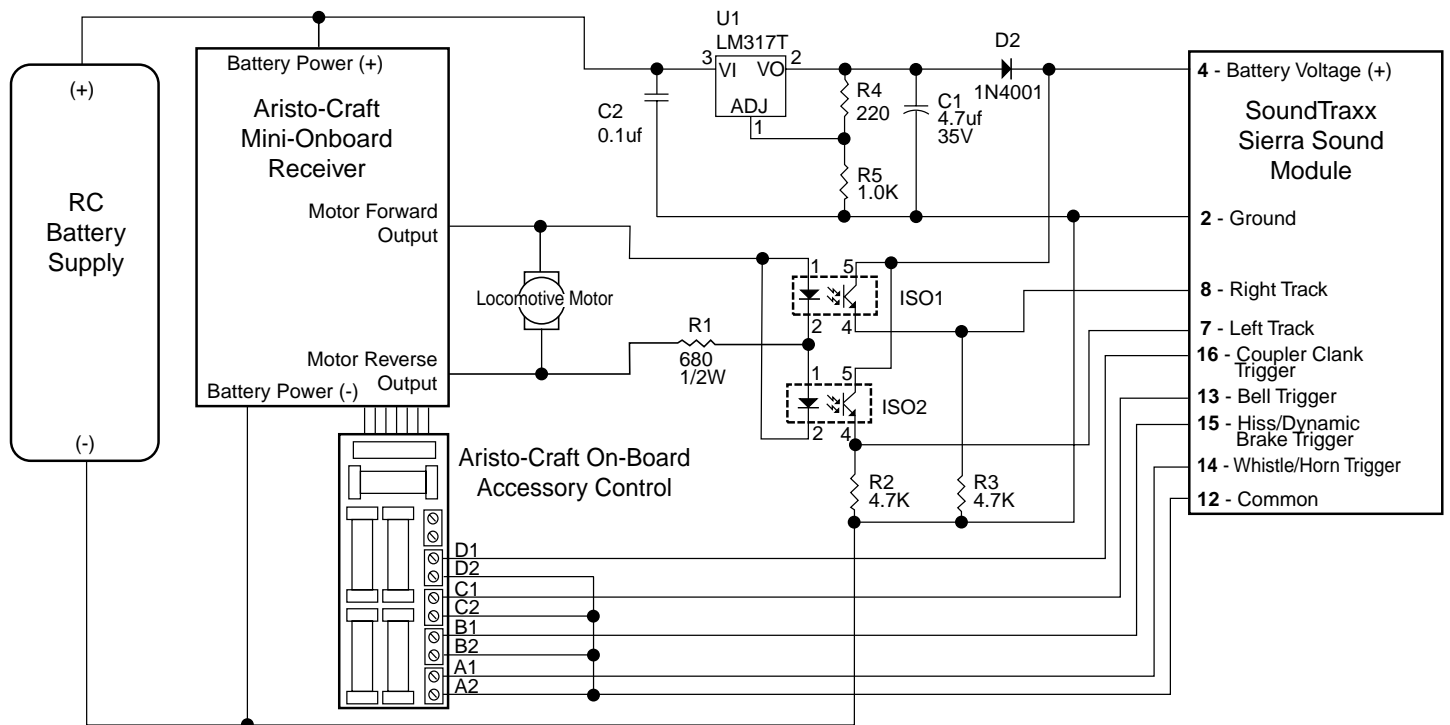 U1
LM317T
D2
3
VI
VO
2
ADJ
1
1N4001
C2
0.1uf
R4
220
C1
4.7uf
35V
R5
1.0K
(+)
RC
Battery
Supply
(-)
Battery Power (+)
Aristo-Craft
Mini-Onboard
Receiver
Motor Forward
Output
Motor Reverse
Output
Battery Power (-)
Locomotive Motor
R1
680
1/2W
1
5
2
4
ISO1
1
5
2
4
ISO2
R2
4.7K
R3
4.7K
Aristo-Craft On-Board
Accessory Control
D1
D2
C1
C2
B1
B2
A1
A2
4 - Battery Voltage (+)
SoundTraxx
Sierra Sound
Module
2 - Ground
8 - Right Track
7 - Left Track
16 - Coupler Clank
Trigger
13 - Bell Trigger
15 - Hiss/Dynamic
Brake Trigger
14 - Whistle/Horn Trigger
12 - Common